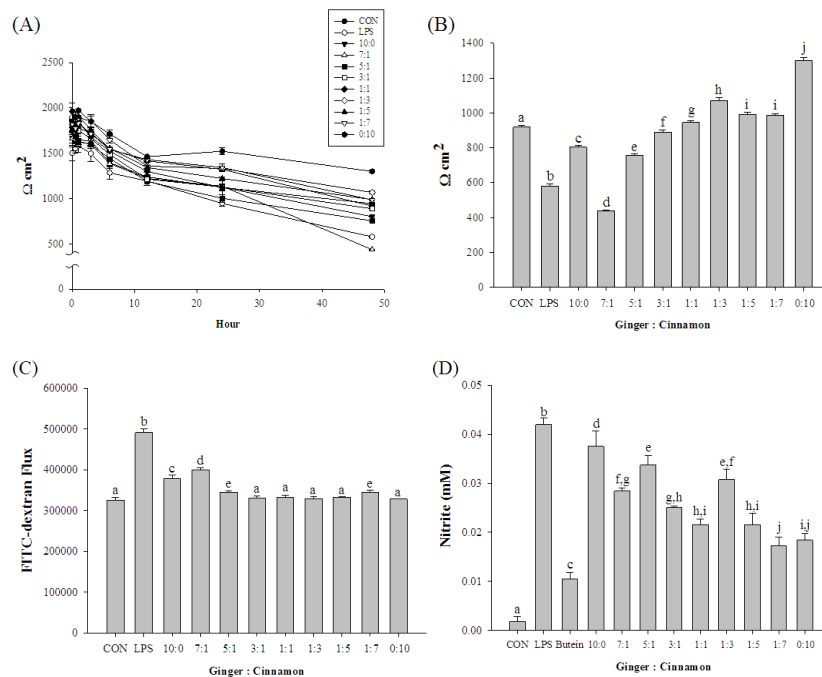 (A)
CON
LPS
10:0
7:1
5:1
3:1
1:1
1:3
1:5
1:7
0:10
2500
2000
1500
1000
500
0
Ω cm²
0 10 20 30 40 50
Hour
(B)
1400
1200
1000
800
600
400
200
0
Ω cm²
a b c d e f g h i i j
CON LPS 10:0 7:1 5:1 3:1 1:1 1:3 1:5 1:7 0:10
Ginger : Cinnamon
(C)
600000
500000
400000
300000
200000
100000
0
FITC-dextran Flux
a b c d e a a a a e a
CON LPS 10:0 7:1 5:1 3:1 1:1 1:3 1:5 1:7 0:10
Ginger : Cinnamon
(D)
0.05
0.04
0.03
0.02
0.01
0.00
Nitrite (mM)
a b c d f,g e g,h h,i e,f h,i j i,j
CON LPS Butein 10:0 7:1 5:1 3:1 1:1 1:3 1:5 1:7 0:10
Ginger : Cinnamon